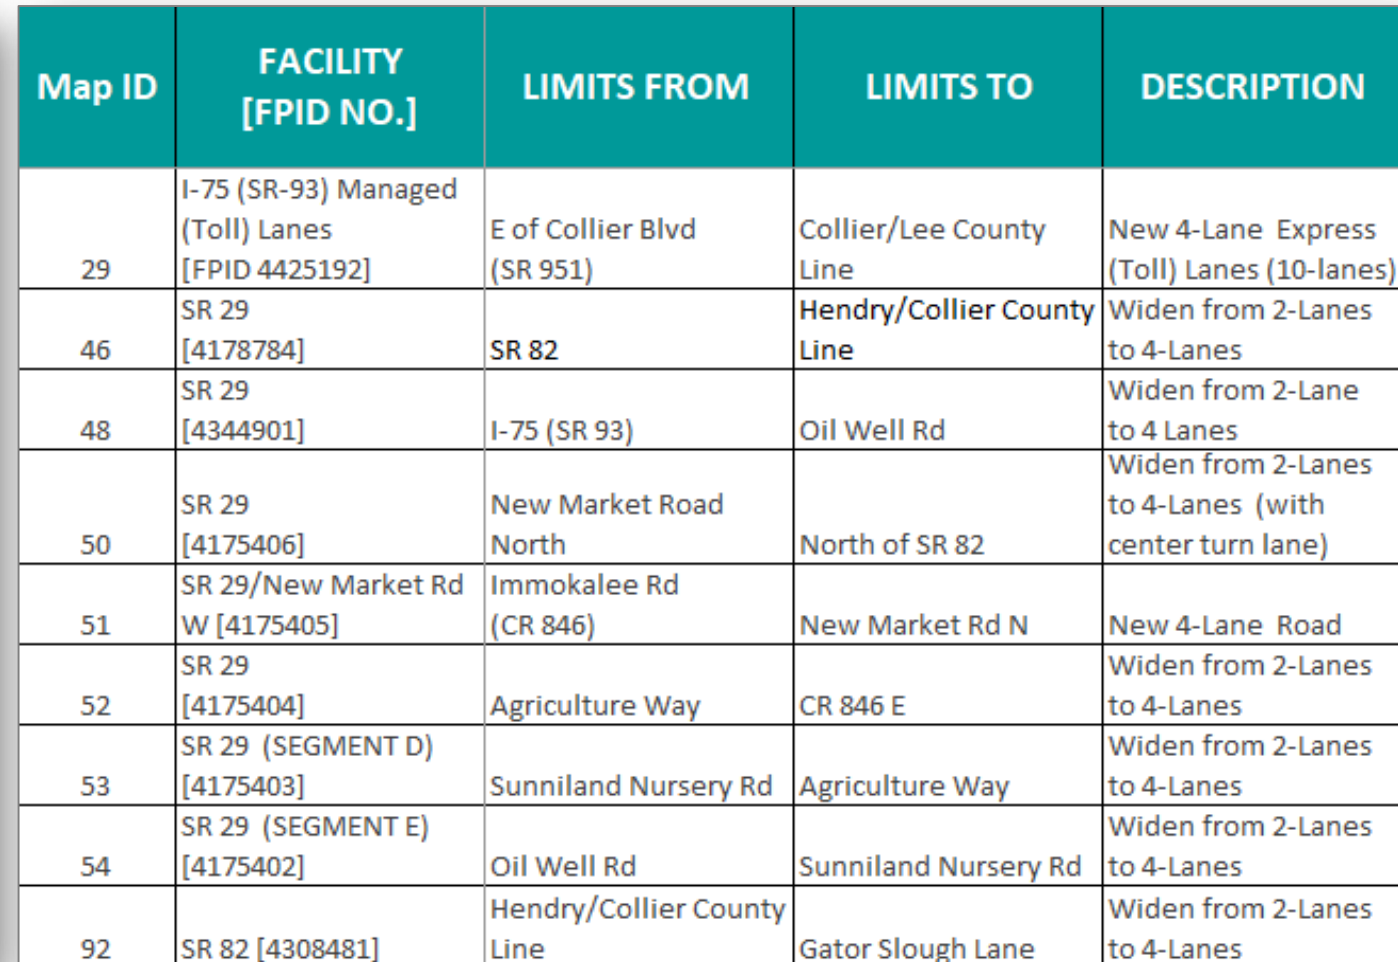 Map ID
FACILITY
[FPID NO.]
LIMITS FROM
LIMITS TO
DESCRIPTION
29
I-75 (SR-93) Managed
(Toll) Lanes
[FPID 4425192]
E of Collier Blvd
(SR 951)
Collier/Lee County
Line
New 4-Lane Express
(Toll) Lanes (10-lanes)
46
SR 29
[4178784]
SR 82
Hendry/Collier County
Line
Widen from 2-Lanes
to 4-Lanes
48
SR 29
[4344901]
I-75 (SR 93)
Oil Well Rd
Widen from 2-Lane
to 4 Lanes
50
SR 29
[4175406]
New Market Road
North
North of SR 82
Widen from 2-Lanes
to 4-Lanes (with
center turn lane)
51
SR 29/New Market Rd
W [4175405]
Immokalee Rd
(CR 846)
New Market Rd N
New 4-Lane Road
52
SR 29
[4175404]
Agriculture Way
CR 846 E
Widen from 2-Lanes
to 4-Lanes
53
SR 29 (SEGMENT D)
[4175403]
Sunniland Nursery Rd
Agriculture Way
Widen from 2-Lanes
to 4-Lanes
54
SR 29 (SEGMENT E)
[4175402]
Oil Well Rd
Sunniland Nursery Rd
Widen from 2-Lanes
to 4-Lanes
92
SR 82 [4308481]
Hendry/Collier County
Line
Gator Slough Lane
Widen from 2-Lanes
to 4-Lanes